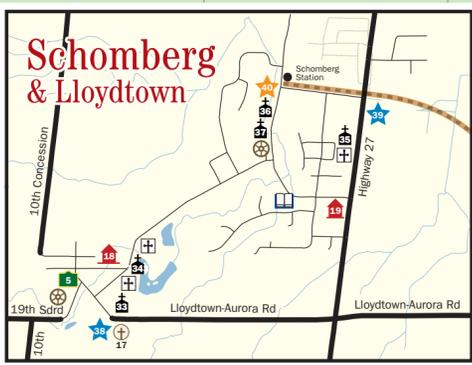 Schomberg
& Lloydtown
Schomberg
Station
40
36
37
39
35
10th Concession
Highway 27
19
18
34
5
33
19th Sdrd
Lloydtown-Aurora Rd
Lloydtown-Aurora Rd
38
17
10th